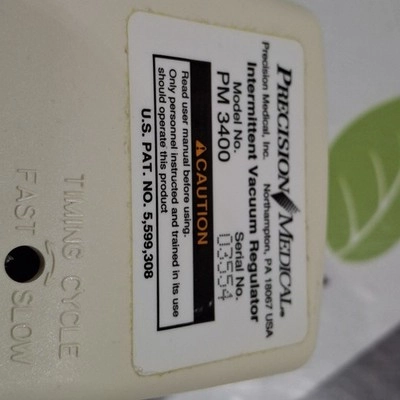 PRECISION MEDICAL®
Precision Medical, Inc. Northampton, PA 18067 USA
Intermittent Vacuum Regulator
Model No. Serial No.
PM 3400 03554
CAUTION
Read user manual before using.
Only personnel instructed and trained in its use
should operate this product
U.S. PAT. NO. 5,599,308
TIMING CYCLE
FAST SLOW